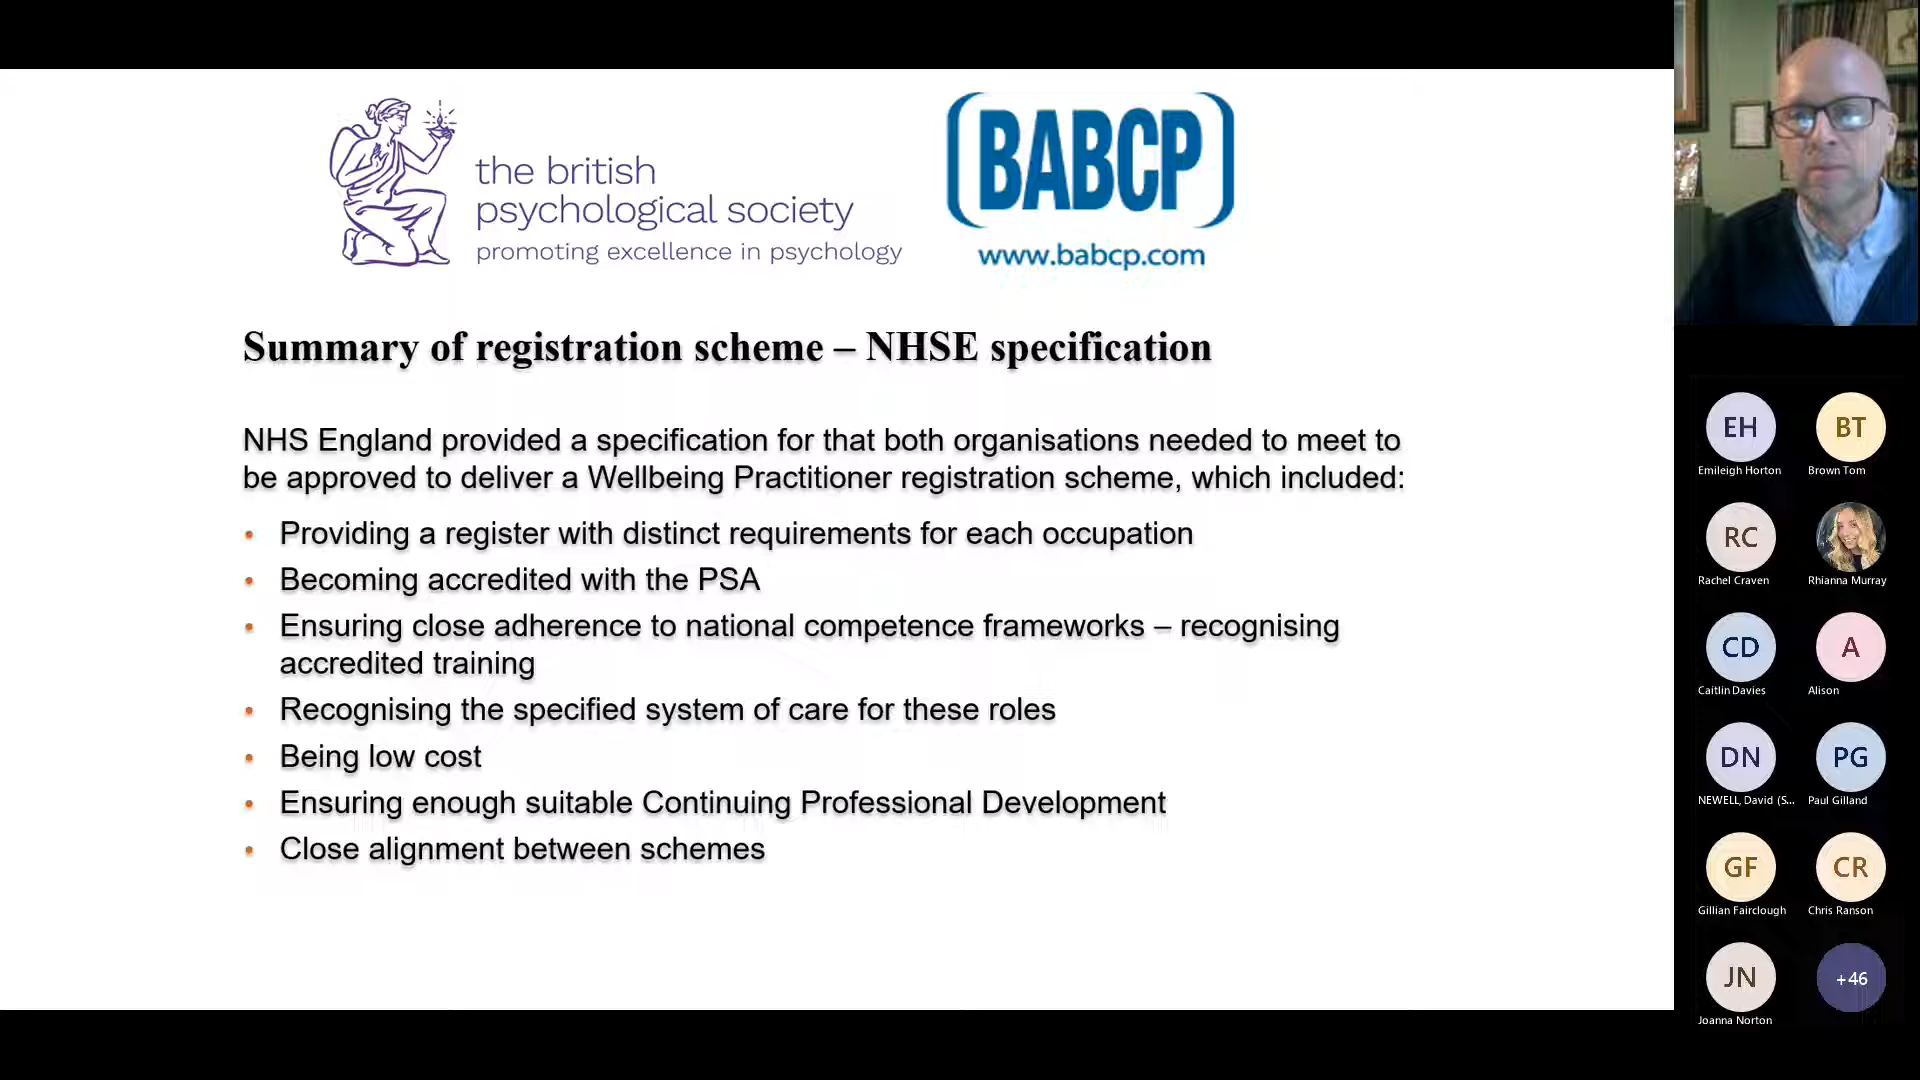 the british
psychological society
promoting excellence in psychology
BABCP
www.babcp.com
Summary of registration scheme – NHSE specification
NHS England provided a specification for that both organisations needed to meet to
be approved to deliver a Wellbeing Practitioner registration scheme, which included:
• Providing a register with distinct requirements for each occupation
• Becoming accredited with the PSA
• Ensuring close adherence to national competence frameworks – recognising
accredited training
• Recognising the specified system of care for these roles
• Being low cost
• Ensuring enough suitable Continuing Professional Development
• Close alignment between schemes
EH
BT
Emileigh Horton
Brown Tom
RC
Rachel Craven
Rhianna Murray
CD
A
Caitlin Davies
Alison
DN
PG
NEWELL, David (S...
Paul Gilland
GF
CR
Gillian Fairclough
Chris Ranson
JN
+46
Joanna Norton